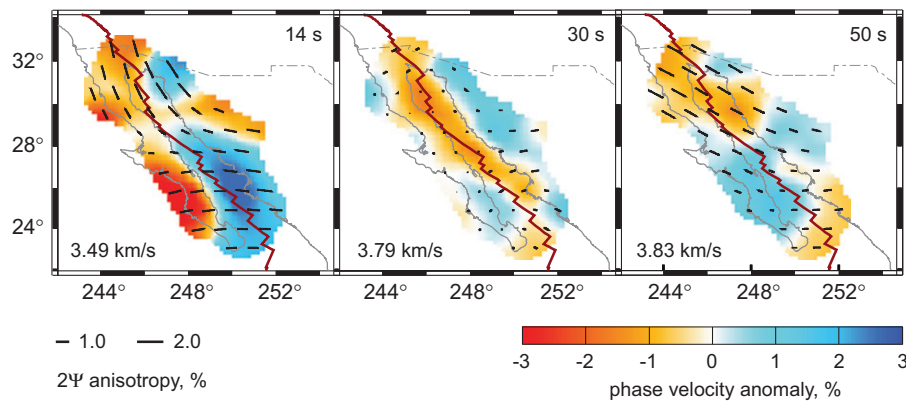 14 s
30 s
50 s
32°
28°
24°
3.49 km/s
3.79 km/s
3.83 km/s
244° 248° 252° 244° 248° 252° 244° 248° 252°
1.0 2.0
2Ψ anisotropy, %
-3 -2 -1 0 1 2 3
phase velocity anomaly, %